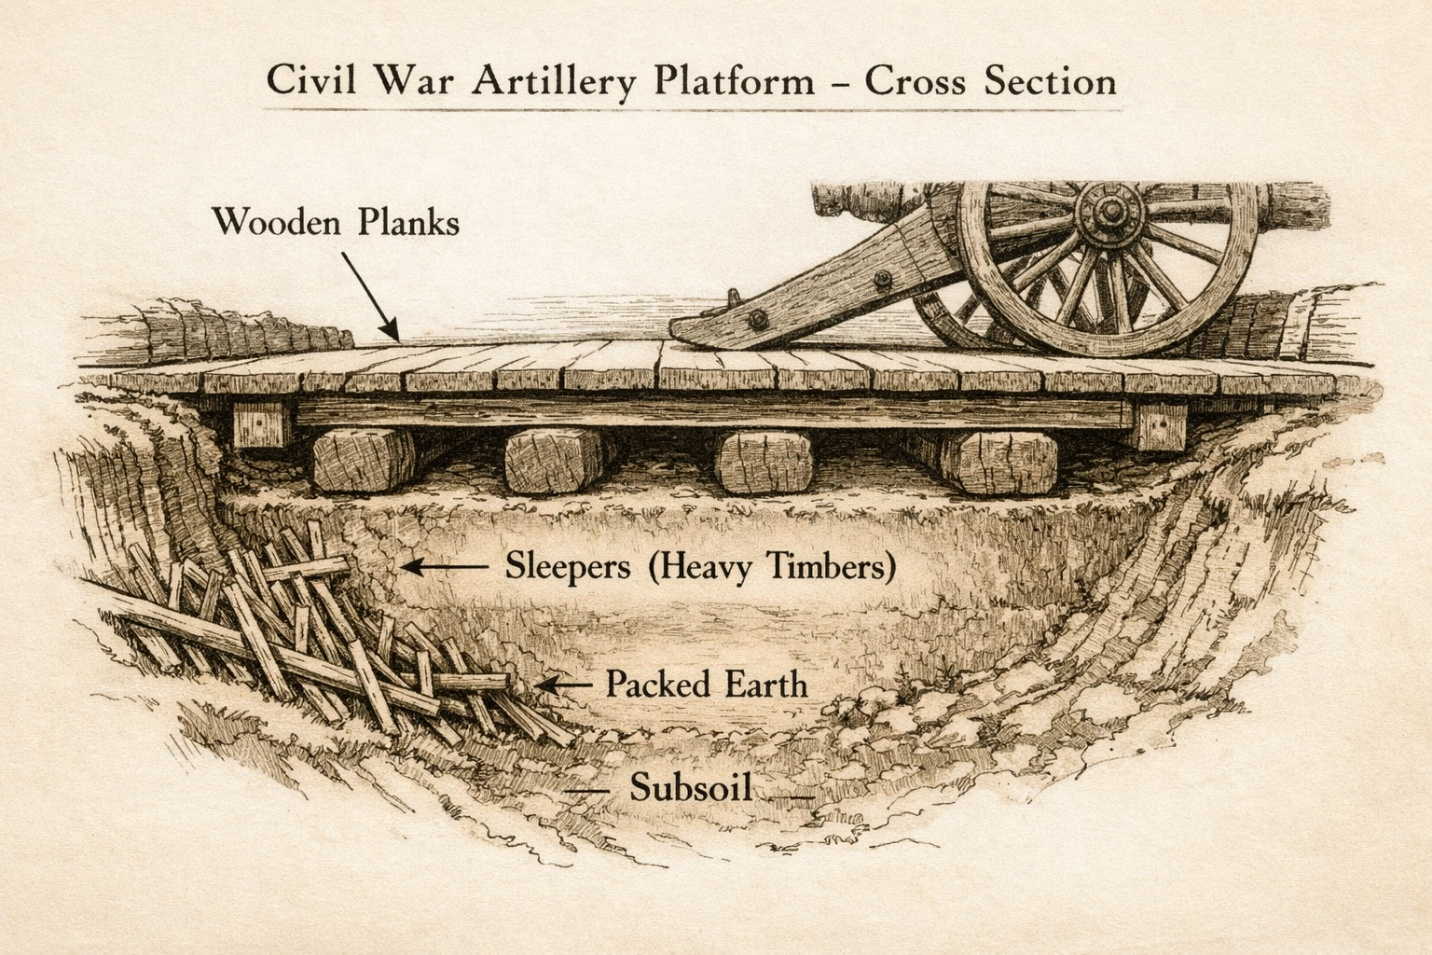 Civil War Artillery Platform – Cross Section
Wooden Planks
Sleepers (Heavy Timbers)
Packed Earth
Subsoil